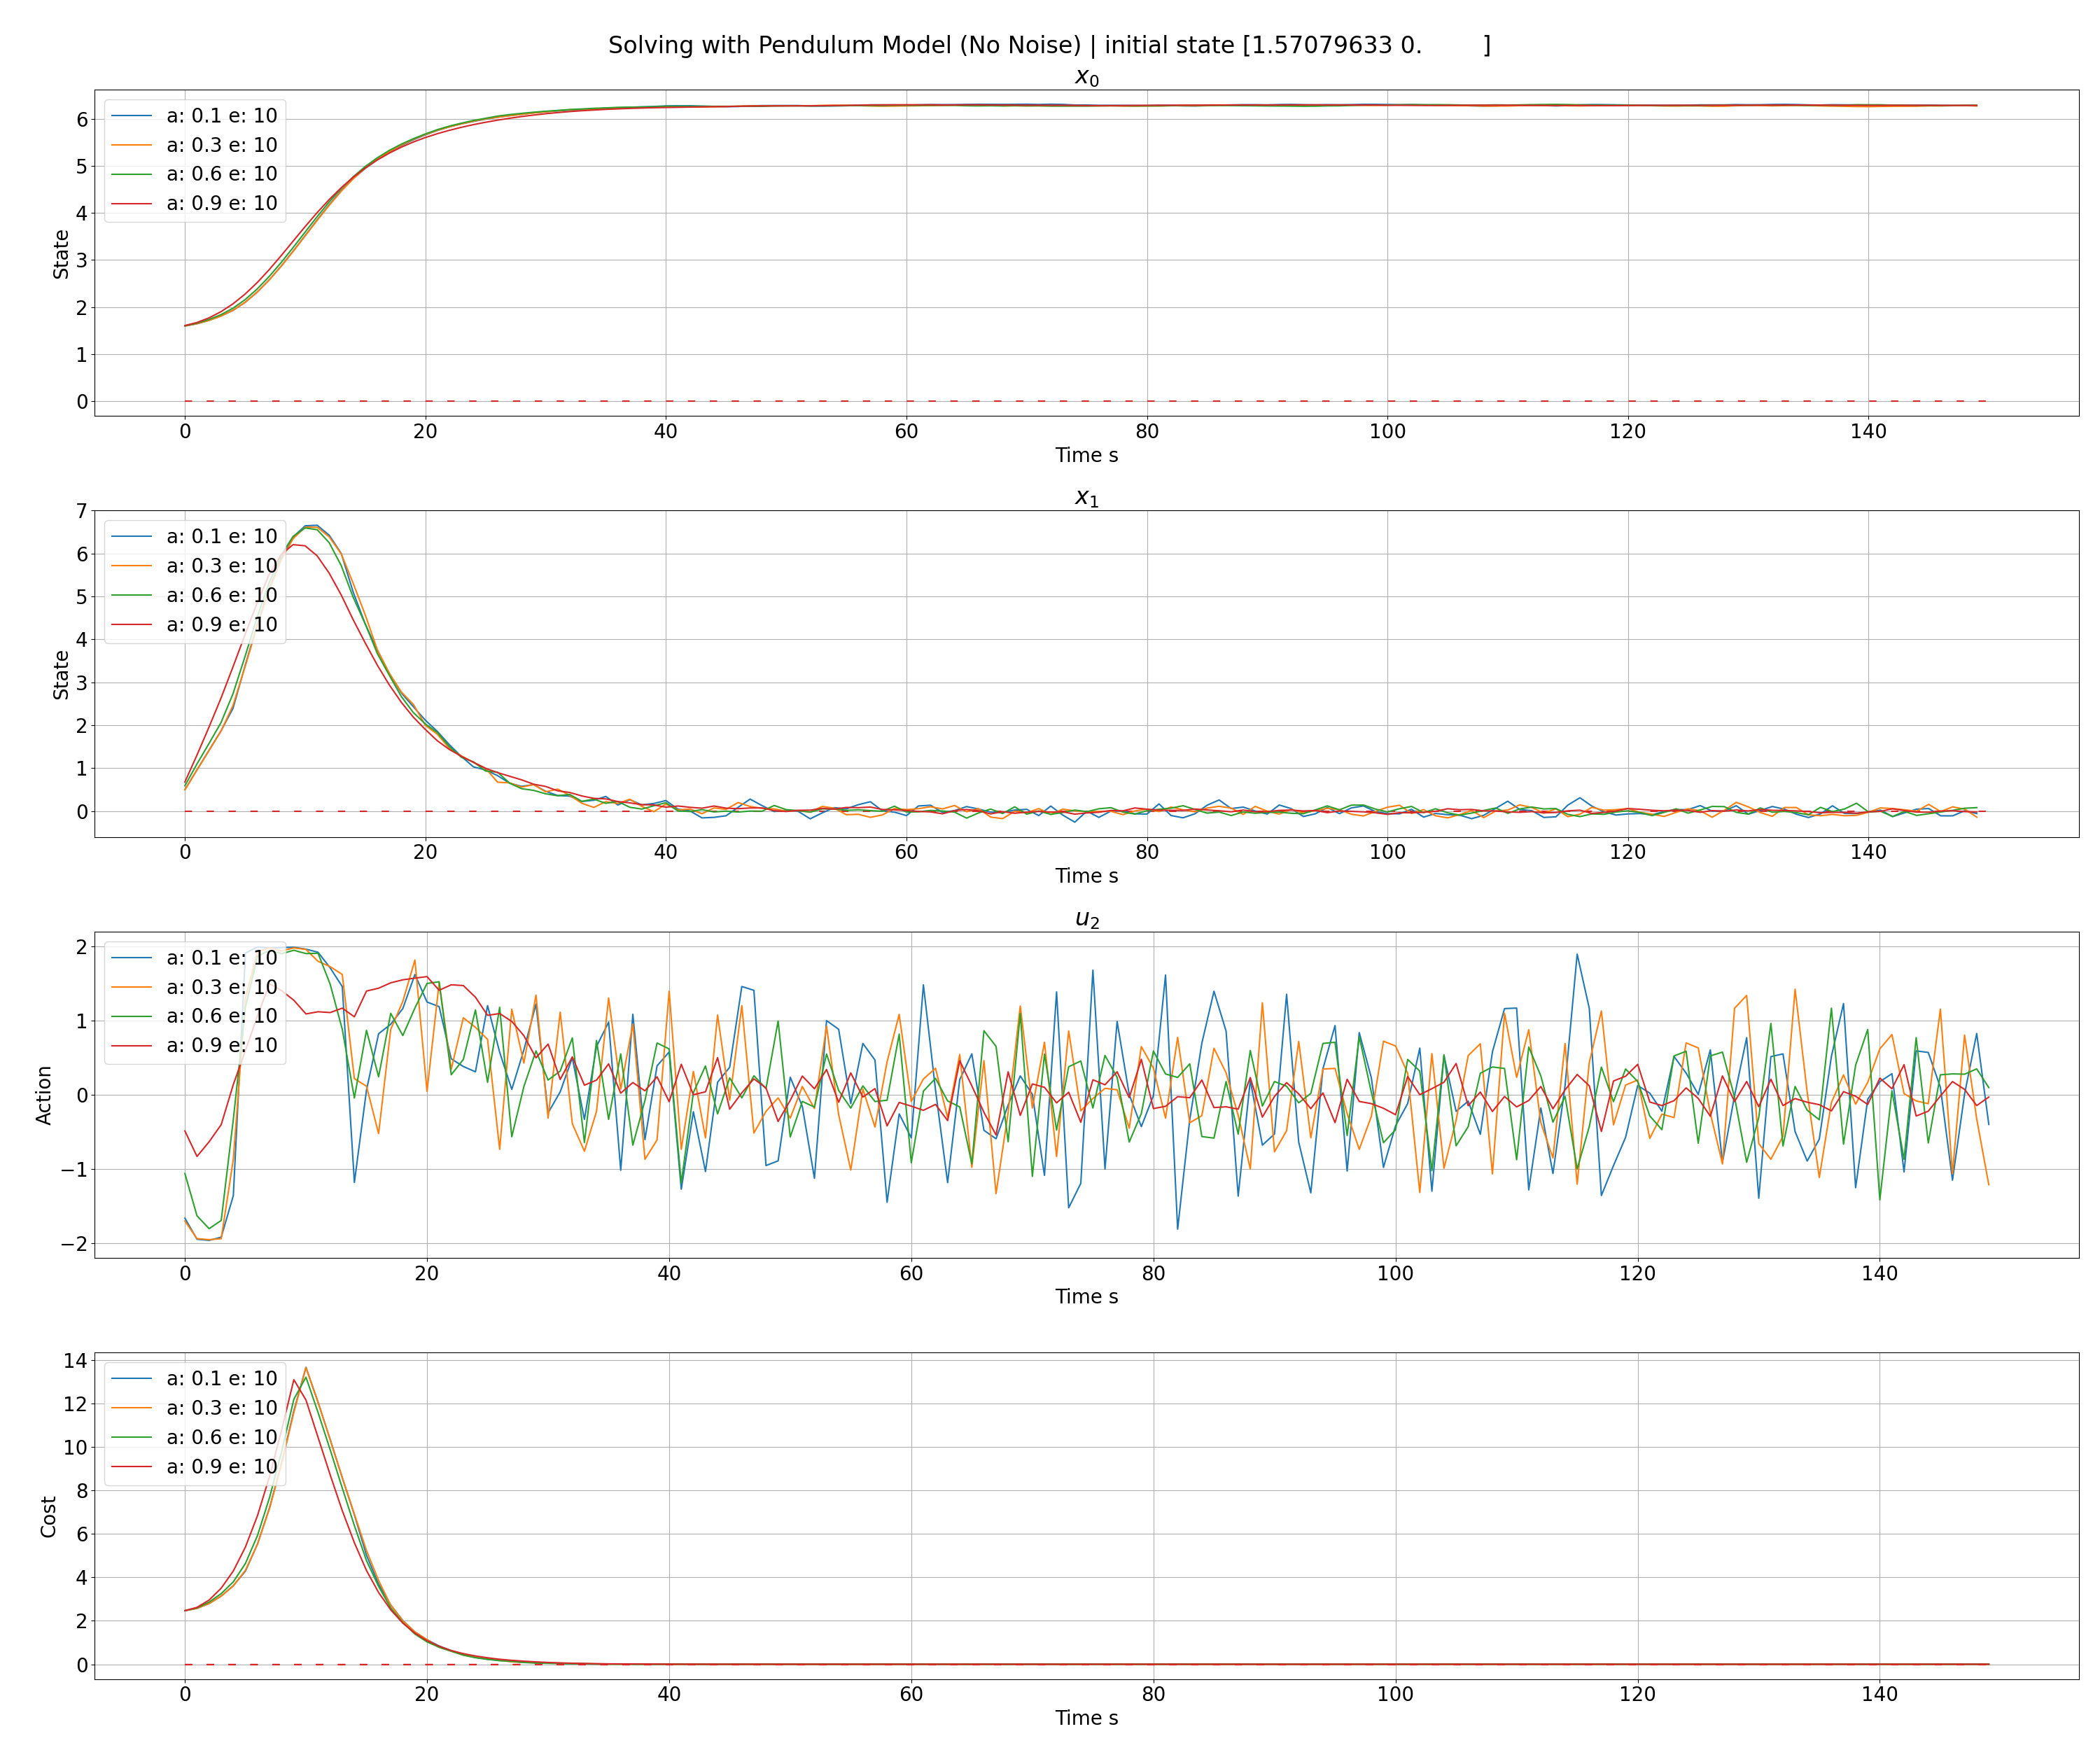 Solving with Pendulum Model (No Noise) | initial state [1.57079633 0.        ]
x₀
State
6
5
4
3
2
1
0
a: 0.1 e: 10
a: 0.3 e: 10
a: 0.6 e: 10
a: 0.9 e: 10
0 20 40 60 80 100 120 140
Time s
x₁
State
7
6
5
4
3
2
1
0
a: 0.1 e: 10
a: 0.3 e: 10
a: 0.6 e: 10
a: 0.9 e: 10
0 20 40 60 80 100 120 140
Time s
u₂
Action
2
1
0
−1
−2
a: 0.1 e: 10
a: 0.3 e: 10
a: 0.6 e: 10
a: 0.9 e: 10
0 20 40 60 80 100 120 140
Time s
Cost
14
12
10
8
6
4
2
0
a: 0.1 e: 10
a: 0.3 e: 10
a: 0.6 e: 10
a: 0.9 e: 10
0 20 40 60 80 100 120 140
Time s